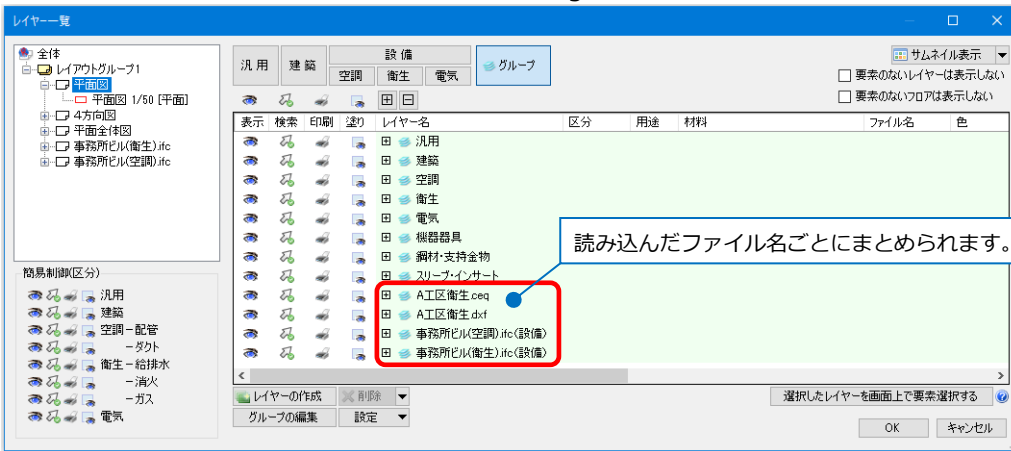 レイヤー一覧
全体
レイアウトグループ1
平面図
平面図 1/50 [平面]
4方向図
平面全体図
事務所ビル(衛生).ifc
事務所ビル(空調).ifc
簡易制御(区分)
汎用
建築
空調－配管
－ダクト
衛生－給排水
－消火
－ガス
電気
汎用 建築 設備 グループ
空調 衛生 電気
サムネイル表示
要素のないレイヤーは表示しない
要素のないフロアは表示しない
表示 検索 印刷 塗り レイヤー名 区分 用途 材料 ファイル名 色
汎用
建築
空調
衛生
電気
機器器具
鋼材・支持金物
スリーブ・インサート
A工区衛生.ceq
A工区衛生.dxf
事務所ビル(空調).ifc(設備)
事務所ビル(衛生).ifc(設備)
読み込んだファイル名ごとにまとめられます。
レイヤーの作成 削除 選択したレイヤーを画面上で要素選択する
グループの編集 設定
OK キャンセル